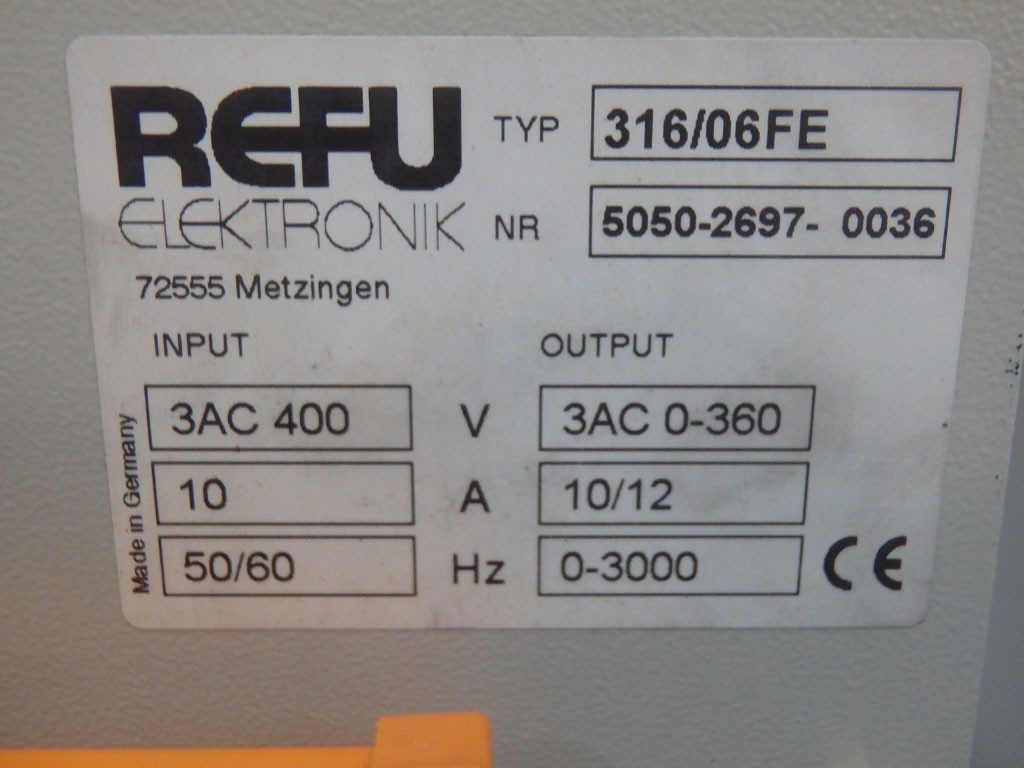 REFU
ELEKTRONIK
72555 Metzingen
TYP 316/06FE
NR 5050-2697- 0036
INPUT OUTPUT
3AC 400 V 3AC 0-360
10 A 10/12
50/60 Hz 0-3000
CE
Made in Germany